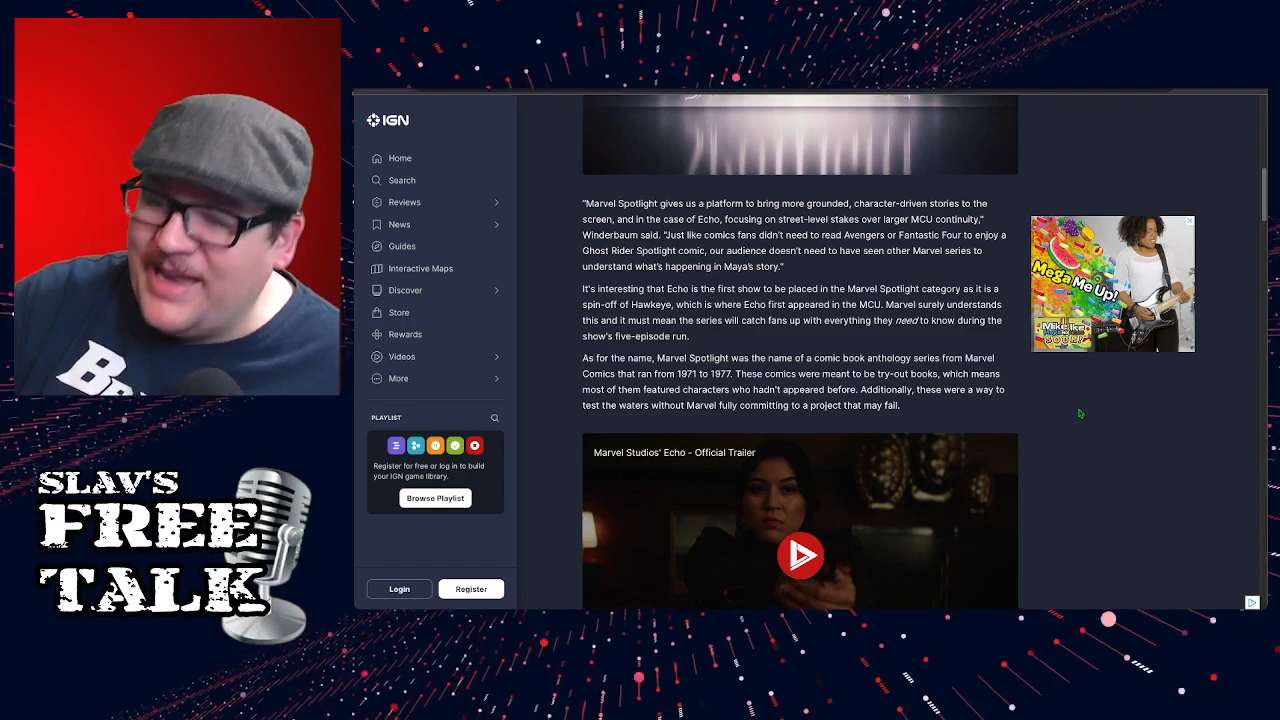 IGN
Home
Search
Reviews
News
Guides
Interactive Maps
Discover
Store
Rewards
Videos
More
PLAYLIST
Register for free or log in to build
your IGN game library.
Browse Playlist
Login
Register
“Marvel Spotlight gives us a platform to bring more grounded, character-driven stories to the
screen, and in the case of Echo, focusing on street-level stakes over larger MCU continuity,”
Winderbaum said. “Just like comics fans didn’t need to read Avengers or Fantastic Four to enjoy a
Ghost Rider Spotlight comic, our audience doesn’t need to have seen other Marvel series to
understand what’s happening in Maya’s story.”
It's interesting that Echo is the first show to be placed in the Marvel Spotlight category as it is a
spin-off of Hawkeye, which is where Echo first appeared in the MCU. Marvel surely understands
this and it must mean the series will catch fans up with everything they need to know during the
show's five-episode run.
As for the name, Marvel Spotlight was the name of a comic book anthology series from Marvel
Comics that ran from 1971 to 1977. These comics were meant to be try-out books, which means
most of them featured characters who hadn't appeared before. Additionally, these were a way to
test the waters without Marvel fully committing to a project that may fail.
Marvel Studios' Echo - Official Trailer
Mega Me Up!
Mike Ike
SLAV'S
FREE
TALK